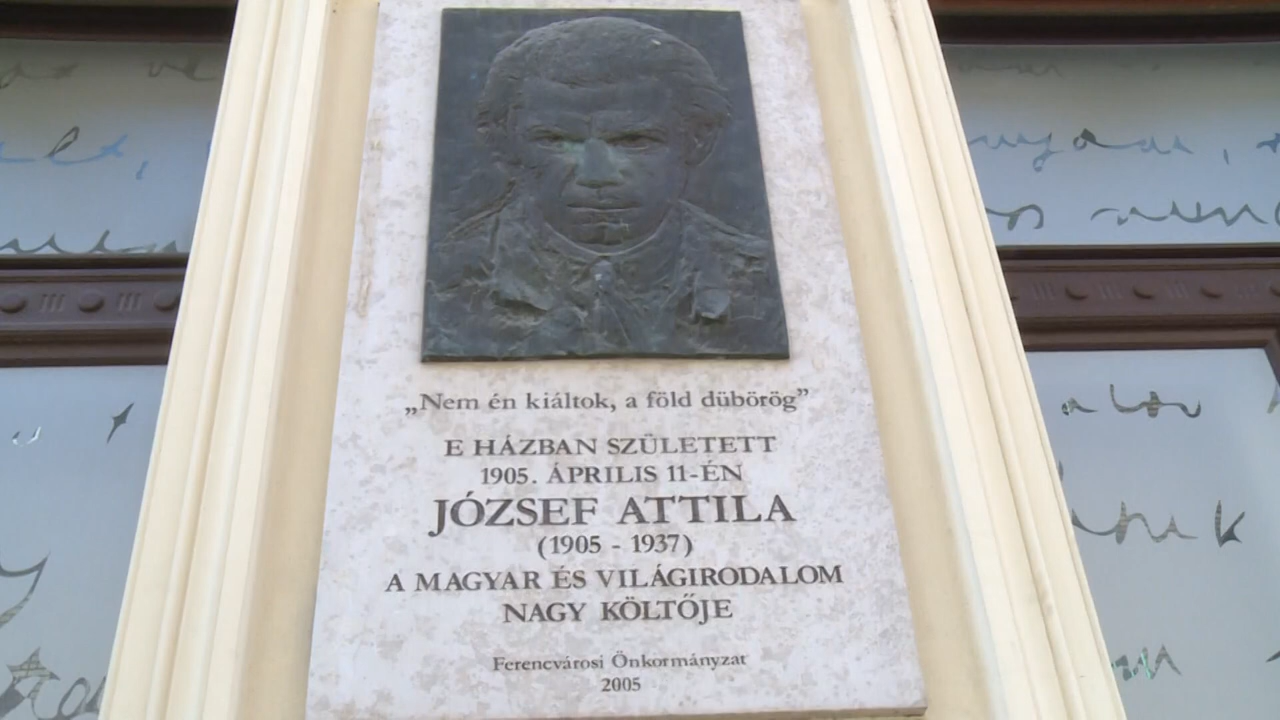 „Nem én kiáltok, a föld dübörög”
E HÁZBAN SZÜLETETT
1905. ÁPRILIS 11-ÉN
JÓZSEF ATTILA
(1905 - 1937)
A MAGYAR ÉS VILÁGIRODALOM
NAGY KÖLTŐJE
Ferencvárosi Önkormányzat
2005